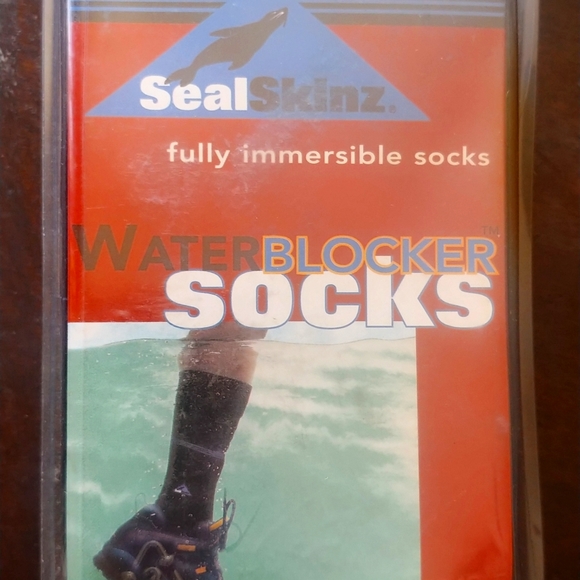 SealSkinz®
fully immersible socks
WATERBLOCKER™
SOCKS